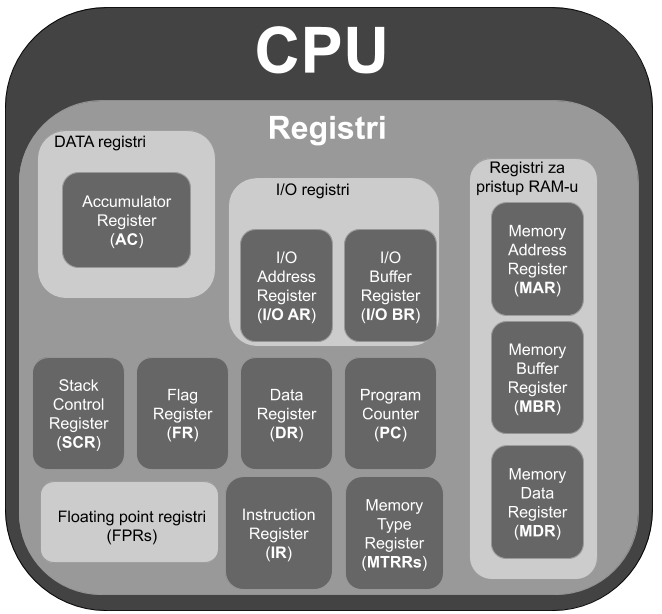 CPU
Registri
DATA registri
Accumulator
Register
(AC)
I/O registri
I/O
Address
Register
(I/O AR)
I/O
Buffer
Register
(I/O BR)
Registri za
pristup RAM-u
Memory
Address
Register
(MAR)
Memory
Buffer
Register
(MBR)
Memory
Data
Register
(MDR)
Stack
Control
Register
(SCR)
Flag
Register
(FR)
Data
Register
(DR)
Program
Counter
(PC)
Floating point registri
(FPRs)
Instruction
Register
(IR)
Memory
Type
Register
(MTRRs)